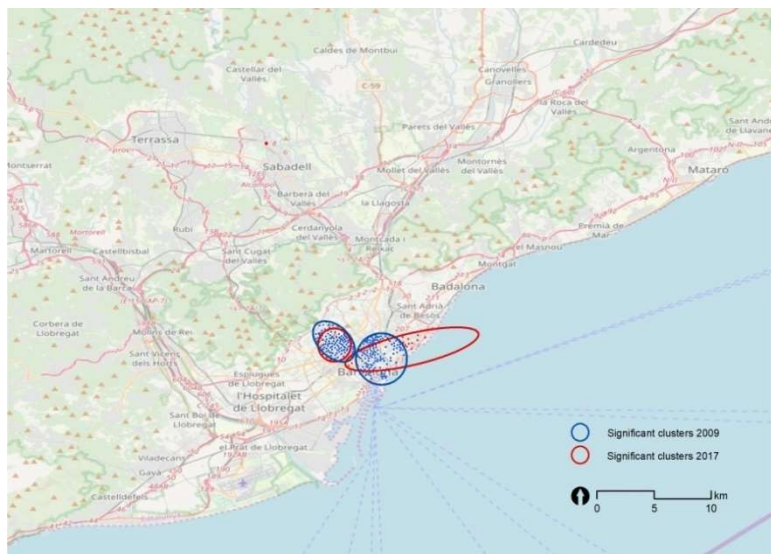 Caldes de Montbui
Cardedeu
Castellar del
Vallès
C-59
Canovelles
Granollers
la Roca del
Vallès
Sant And
de Llavane
Terrassa
Parets del Vallès
Argentona
Montserrat
Sabadell
Mollet del Vallès
Montornès
del Vallès
Mataró
Barberà del
Vallès
la Llagosta
Rubí
Cerdanyola
del Vallès
Premià de
Mar
Martorell
Castellbisbal
Sant Cugat
del Vallès
Montcada i
Reixac
el Masnou
Montgat
Sant Andreu
de la Barca
Badalona
Sant Adrià
de Besòs
Corbera de
Llobregat
Molins de Rei
Sant Vicenç
dels Horts
Esplugues de
Llobregat
l'Hospitalet
de Llobregat
Sant Boi de
Llobregat
el Prat de Llobregat
Viladecans
Gavà
Castelldefels
Significant clusters 2009
Significant clusters 2017
km
0 5 10